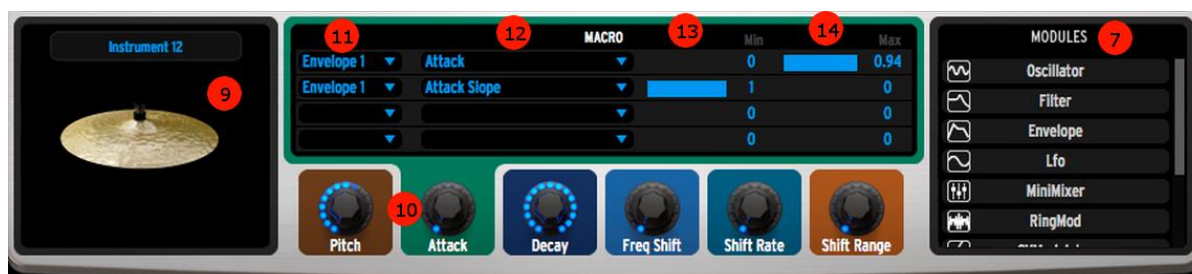 Instrument 12
9
11
12
MACRO
13
Min
14
Max
Envelope 1 Attack 0 0.94
Envelope 1 Attack Slope 1 0
0 0
0 0
10
Pitch
Attack
Decay
Freq Shift
Shift Rate
Shift Range
MODULES
7
Oscillator
Filter
Envelope
Lfo
MiniMixer
RingMod